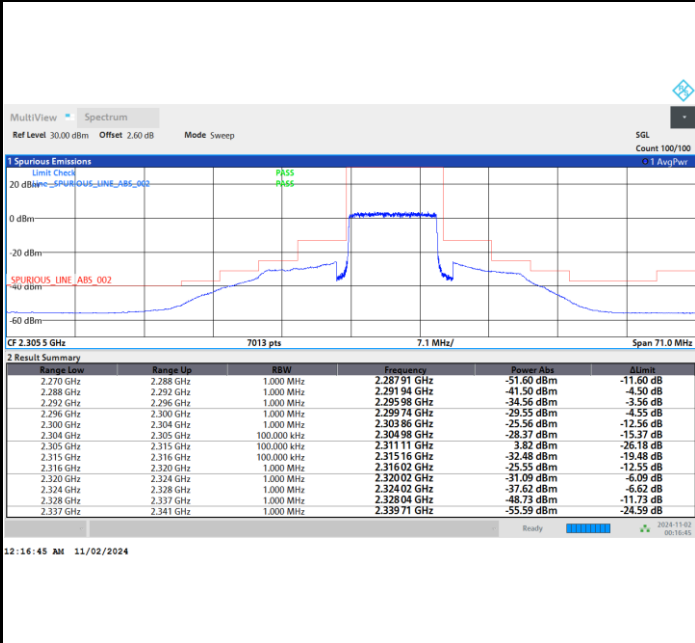 MultiView Spectrum
Ref Level 30.00 dBm Offset 2.60 dB Mode Sweep SGL
Count 100/100
1 Spurious Emissions 1 AvgPwr
Limit Check PASS
20 dBm Line _SPURIOUS_LINE_ABS_002 PASS
0 dBm
-20 dBm
_SPURIOUS_LINE_ABS_002
-40 dBm
-60 dBm
CF 2.305 5 GHz 7013 pts 7.1 MHz/ Span 71.0 MHz
2 Result Summary
Range Low Range Up RBW Frequency Power Abs ΔLimit
2.270 GHz 2.288 GHz 1.000 MHz 2.287 91 GHz -51.60 dBm -11.60 dB
2.288 GHz 2.292 GHz 1.000 MHz 2.291 94 GHz -41.50 dBm -4.50 dB
2.292 GHz 2.296 GHz 1.000 MHz 2.295 98 GHz -34.56 dBm -3.56 dB
2.296 GHz 2.300 GHz 1.000 MHz 2.299 74 GHz -29.55 dBm -4.55 dB
2.300 GHz 2.304 GHz 1.000 MHz 2.303 86 GHz -25.56 dBm -12.56 dB
2.304 GHz 2.305 GHz 100.000 kHz 2.304 98 GHz -28.37 dBm -15.37 dB
2.305 GHz 2.315 GHz 100.000 kHz 2.311 11 GHz 3.82 dBm -26.18 dB
2.315 GHz 2.316 GHz 100.000 kHz 2.315 16 GHz -32.48 dBm -19.48 dB
2.316 GHz 2.320 GHz 1.000 MHz 2.316 02 GHz -25.55 dBm -12.55 dB
2.320 GHz 2.324 GHz 1.000 MHz 2.320 02 GHz -31.09 dBm -6.09 dB
2.324 GHz 2.328 GHz 1.000 MHz 2.324 02 GHz -37.62 dBm -6.62 dB
2.328 GHz 2.337 GHz 1.000 MHz 2.328 04 GHz -48.73 dBm -11.73 dB
2.337 GHz 2.341 GHz 1.000 MHz 2.339 71 GHz -55.59 dBm -24.59 dB
Ready 2024-11-02
00:16:45
12:16:45 AM 11/02/2024